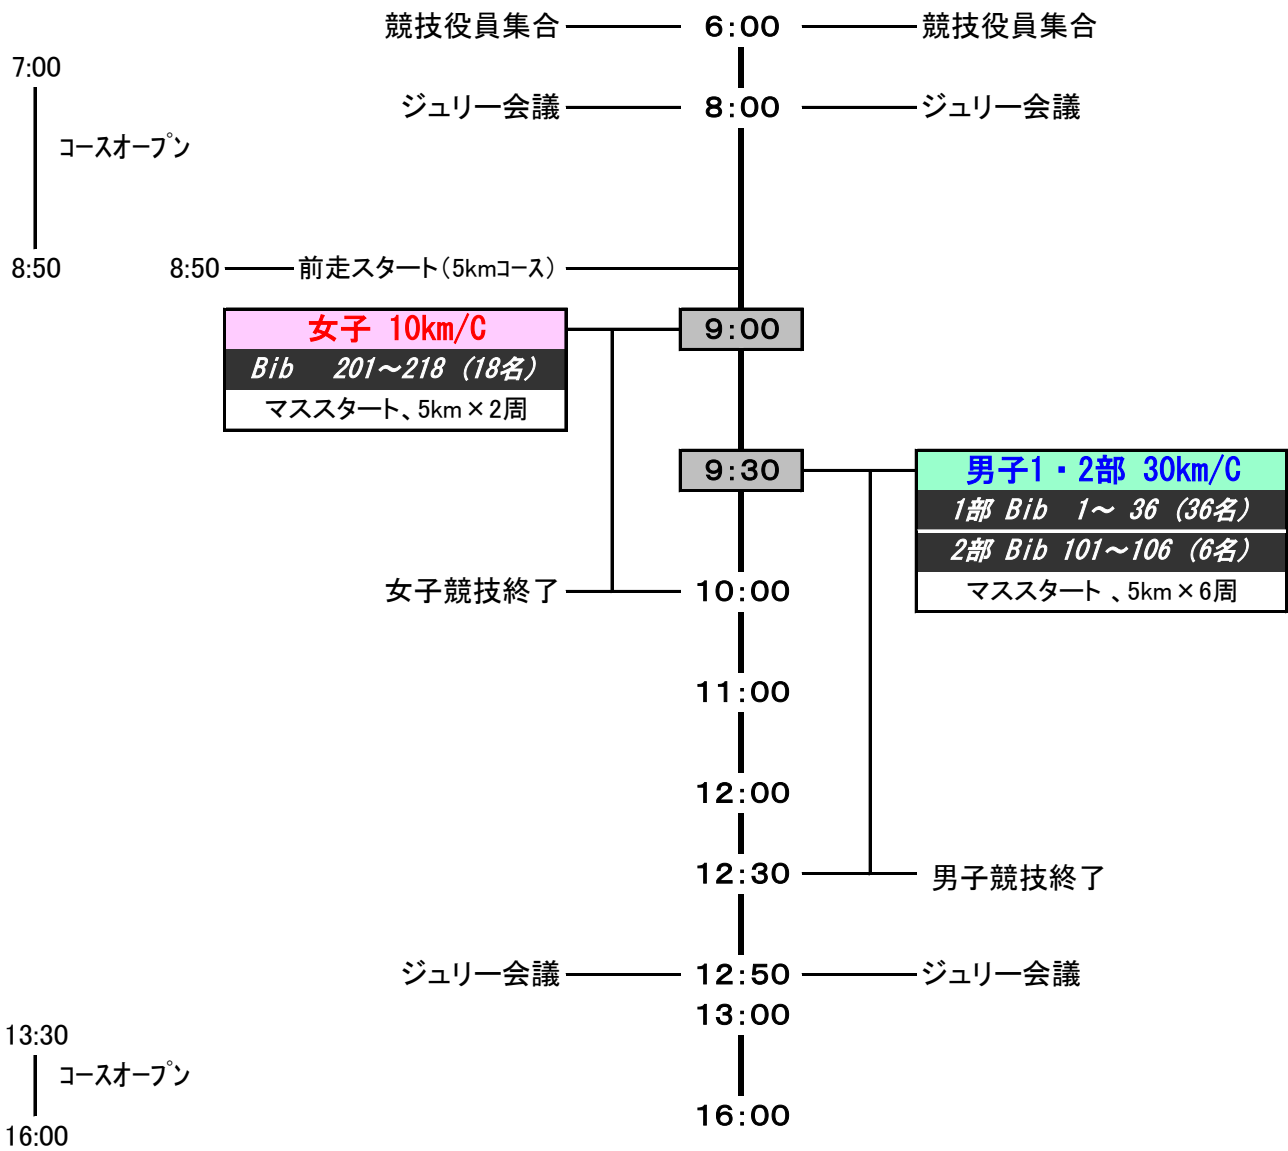 競技役員集合 6:00 競技役員集合
7:00
ジュリー会議 8:00 ジュリー会議
コースオープン
8:50 8:50 前走スタート(5kmコース)
女子 10km/C 9:00
Bib 201～218 (18名)
マススタート、5km×2周
9:30 男子1・2部 30km/C
1部 Bib 1～ 36 (36名)
2部 Bib 101～106 (6名)
女子競技終了 10:00 マススタート 、5km×6周
11:00
12:00
12:30 男子競技終了
ジュリー会議 12:50 ジュリー会議
13:00
13:30
コースオープン
16:00
16:00